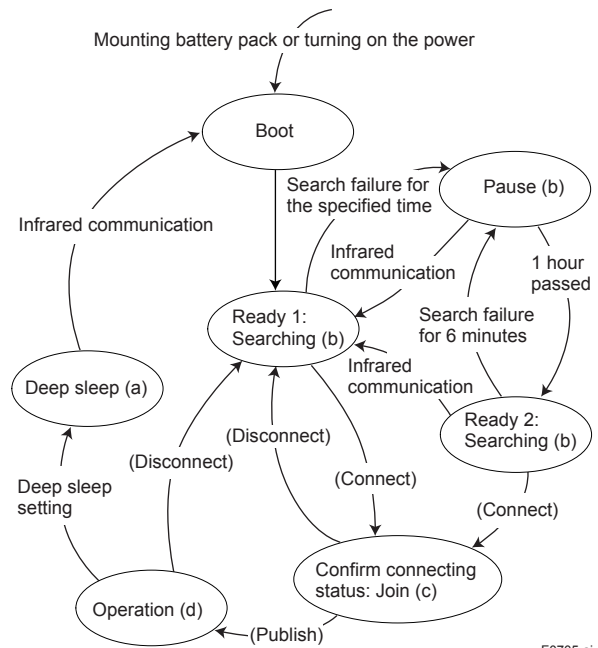 Mounting battery pack or turning on the power
Boot
Search failure for
the specified time
Pause (b)
Infrared communication
Infrared
communication
1 hour
passed
Ready 1:
Searching (b)
Search failure
for 6 minutes
Infrared
communication
Deep sleep (a)
Ready 2:
Searching (b)
(Disconnect)
(Disconnect)
(Connect)
(Connect)
Deep sleep
setting
Confirm connecting
status: Join (c)
Operation (d)
(Publish)